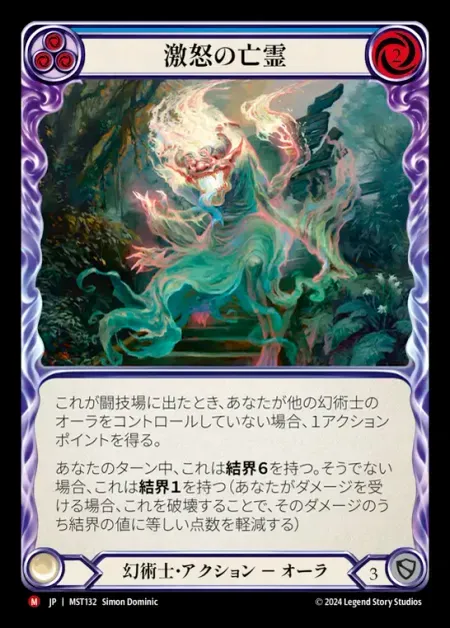 激怒の亡霊
2
これが闘技場に出たとき、あなたが他の幻術士の
オーラをコントロールしていない場合、1アクション
ポイントを得る。
あなたのターン中、これは結界6を持つ。そうでない
場合、これは結界1を持つ（あなたがダメージを受
ける場合、これを破壊することで、そのダメージのう
ち結界の値に等しい点数を軽減する）
幻術士・アクション － オーラ
3
M JP | MST132 Simon Dominic
© 2024 Legend Story Studios